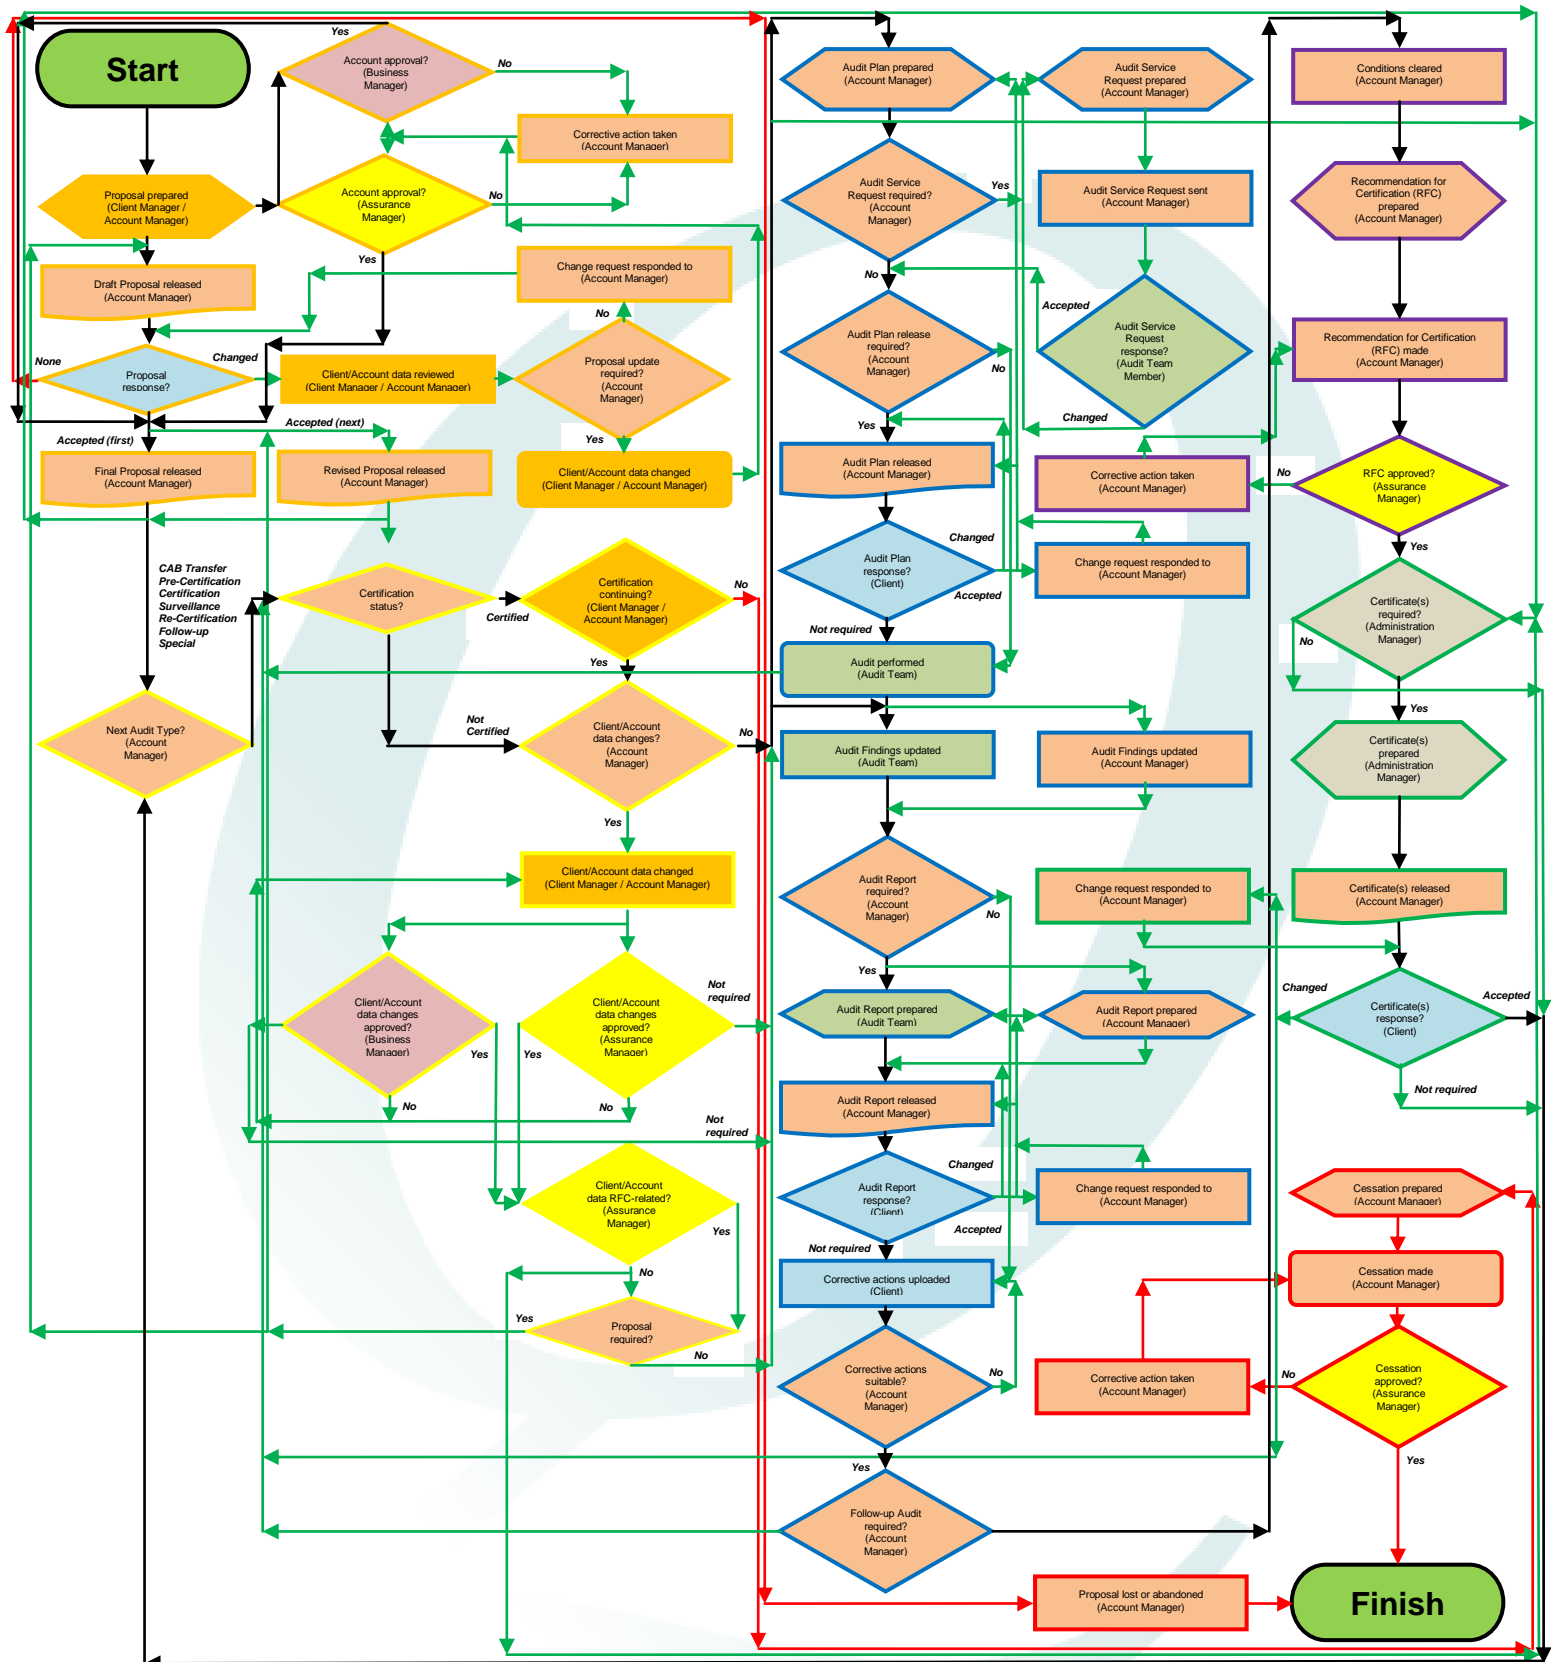 Start
Yes
Account approval?
(Business
Manager)
No
Corrective action taken
(Account Manager)
Proposal prepared
(Client Manager /
Account Manager)
Account approval?
(Assurance
Manager)
No
Yes
Draft Proposal released
(Account Manager)
Change request responded to
(Account Manager)
No
None
Proposal
response?
Changed
Client/Account data reviewed
(Client Manager / Account Manager)
Proposal update
required?
(Account
Manager)
Yes
Accepted (first)
Accepted (next)
Final Proposal released
(Account Manager)
Revised Proposal released
(Account Manager)
Client/Account data changed
(Client Manager / Account Manager)
CAB Transfer
Pre-Certification
Certification
Surveillance
Re-Certification
Follow-up
Special
Certification
status?
Certified
Certification
continuing?
(Client Manager /
Account Manager)
No
Yes
Next Audit Type?
(Account
Manager)
Not
Certified
Client/Account
data changes?
(Account
Manager)
No
Yes
Client/Account data changed
(Client Manager / Account Manager)
Client/Account
data changes
approved?
(Business
Manager)
Yes
No
Client/Account
data changes
approved?
(Assurance
Manager)
Yes
No
Not
required
Not
required
Client/Account
data RFC-related?
(Assurance
Manager)
Yes
No
Yes
Proposal
required?
No
Audit Plan prepared
(Account Manager)
Audit Service
Request prepared
(Account Manager)
Audit Service
Request required?
(Account
Manager)
Yes
No
Audit Service Request sent
(Account Manager)
Audit Plan release
required?
(Account
Manager)
No
Yes
Accepted
Audit Service
Request
response?
(Audit Team
Member)
Changed
Audit Plan released
(Account Manager)
Audit Plan
response?
(Client)
Changed
Accepted
Not required
Change request responded to
(Account Manager)
Audit performed
(Audit Team)
Audit Findings updated
(Audit Team)
Audit Findings updated
(Account Manager)
Audit Report
required?
(Account
Manager)
No
Yes
Audit Report prepared
(Audit Team)
Audit Report prepared
(Account Manager)
Audit Report released
(Account Manager)
Audit Report
response?
(Client)
Changed
Accepted
Not required
Change request responded to
(Account Manager)
Corrective actions uploaded
(Client)
Corrective actions
suitable?
(Account
Manager)
No
Yes
Follow-up Audit
required?
(Account
Manager)
Proposal lost or abandoned
(Account Manager)
Conditions cleared
(Account Manager)
Recommendation for
Certification (RFC)
prepared
(Account Manager)
Recommendation for Certification
(RFC) made
(Account Manager)
Corrective action taken
(Account Manager)
No
RFC approved?
(Assurance
Manager)
Yes
Certificate(s)
required?
(Administration
Manager)
No
Yes
Certificate(s)
prepared
(Administration
Manager)
Change request responded to
(Account Manager)
Certificate(s) released
(Account Manager)
Changed
Certificate(s)
response?
(Client)
Accepted
Not required
Cessation prepared
(Account Manager)
Cessation made
(Account Manager)
Corrective action taken
(Account Manager)
No
Cessation
approved?
(Assurance
Manager)
Yes
Finish